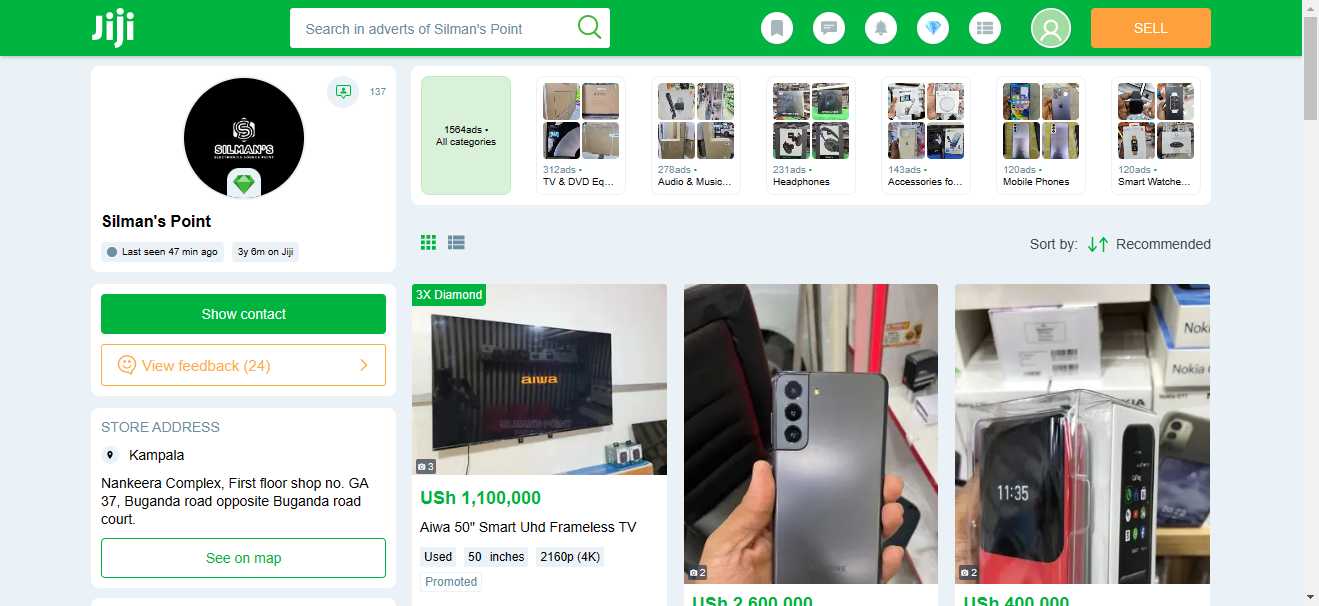 Jiji
Search in adverts of Silman's Point
SELL
137
SILMAN'S
Silman's Point
Last seen 47 min ago
3y 6m on Jiji
Show contact
View feedback (24)
STORE ADDRESS
Kampala
Nankeera Complex, First floor shop no. GA
37, Buganda road opposite Buganda road
court.
See on map
1564ads •
All categories
312ads •
TV & DVD Eq...
278ads •
Audio & Music...
231ads •
Headphones
143ads •
Accessories fo...
120ads •
Mobile Phones
120ads •
Smart Watche...
Sort by:
Recommended
3X Diamond
aiwa
SILMAN'S POINT
3
USh 1,100,000
Aiwa 50" Smart Uhd Frameless TV
Used
50 inches
2160p (4K)
Promoted
2
USh 2,600,000
Nokia
11:35
2
USh 400,000